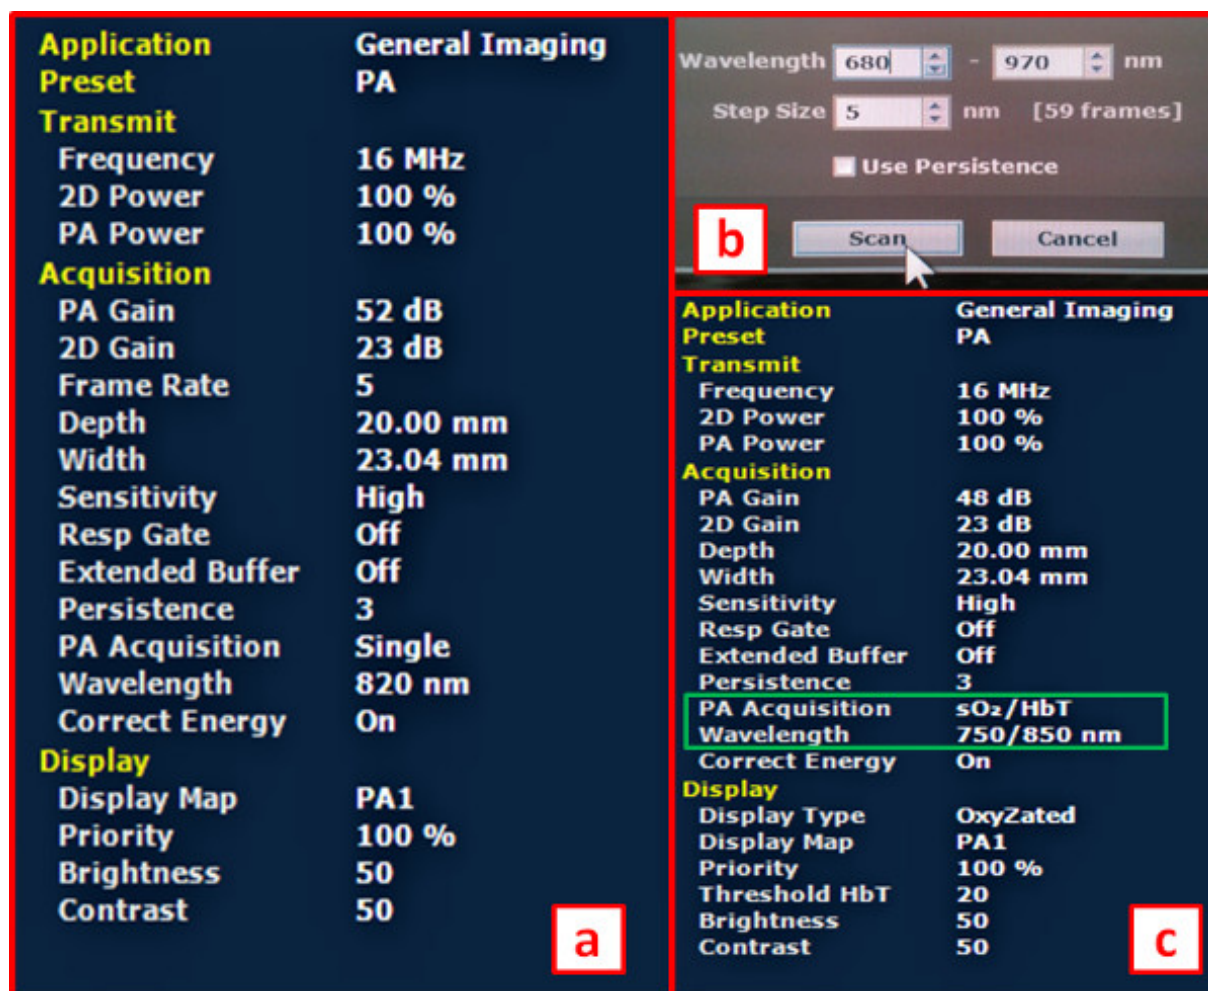 Application General Imaging
Preset PA
Transmit
Frequency 16 MHz
2D Power 100 %
PA Power 100 %
Acquisition
PA Gain 52 dB
2D Gain 23 dB
Frame Rate 5
Depth 20.00 mm
Width 23.04 mm
Sensitivity High
Resp Gate Off
Extended Buffer Off
Persistence 3
PA Acquisition Single
Wavelength 820 nm
Correct Energy On
Display
Display Map PA1
Priority 100 %
Brightness 50
Contrast 50
a
Wavelength 680 - 970 nm
Step Size 5 nm [59 frames]
Use Persistence
b
Scan Cancel
Application General Imaging
Preset PA
Transmit
Frequency 16 MHz
2D Power 100 %
PA Power 100 %
Acquisition
PA Gain 48 dB
2D Gain 23 dB
Depth 20.00 mm
Width 23.04 mm
Sensitivity High
Resp Gate Off
Extended Buffer Off
Persistence 3
PA Acquisition sO₂/HbT
Wavelength 750/850 nm
Correct Energy On
Display
Display Type OxyZated
Display Map PA1
Priority 100 %
Threshold HbT 20
Brightness 50
Contrast 50
c